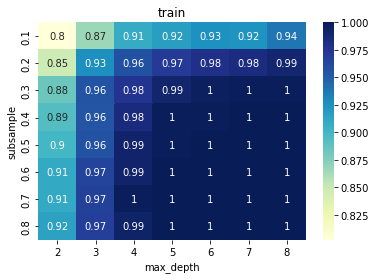 train
0.1 0.8 0.87 0.91 0.92 0.93 0.92 0.94
0.2 0.85 0.93 0.96 0.97 0.98 0.98 0.99
0.3 0.88 0.96 0.98 0.99 1 1 1
0.4 0.89 0.96 0.98 1 1 1 1
0.5 0.9 0.96 0.99 1 1 1 1
0.6 0.91 0.97 0.99 1 1 1 1
0.7 0.91 0.97 1 1 1 1 1
0.8 0.92 0.97 0.99 1 1 1 1
2 3 4 5 6 7 8
max_depth
subsample
1.000
0.975
0.950
0.925
0.900
0.875
0.850
0.825